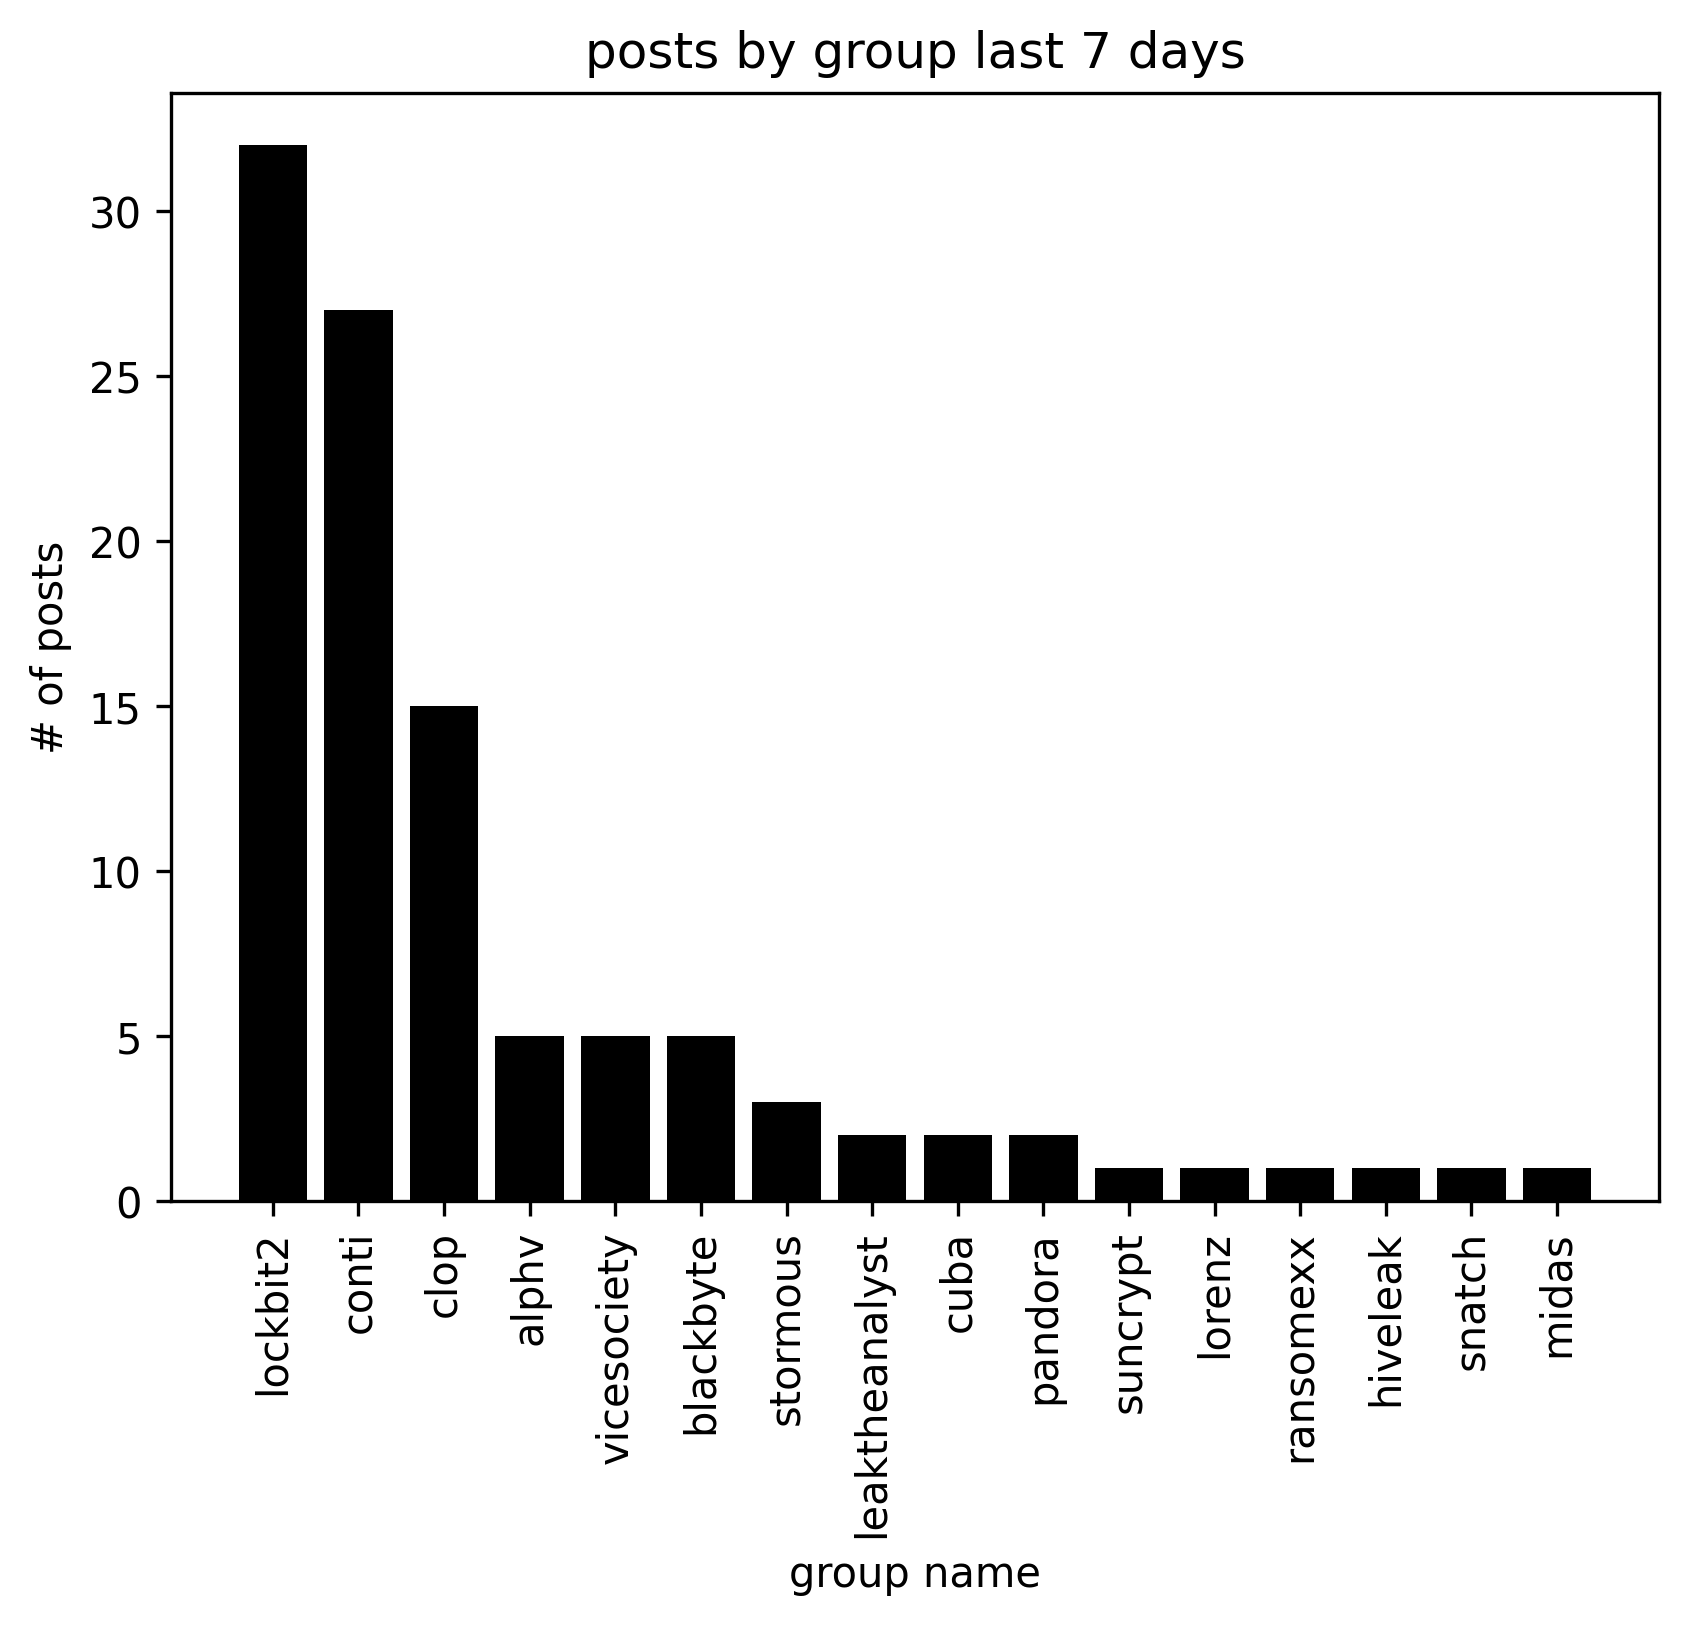 posts by group last 7 days
# of posts
30
25
20
15
10
5
0
lockbit2
conti
clop
alphv
vicesociety
blackbyte
stormous
leaktheanalyst
cuba
pandora
suncrypt
lorenz
ransomexx
hiveleak
snatch
midas
group name